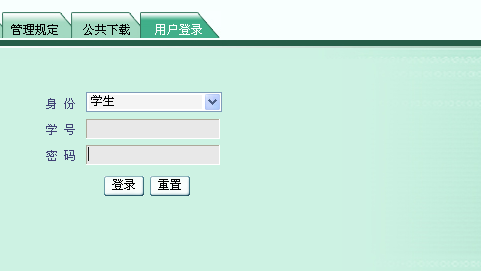 管理规定 公共下载 用户登录
身 份 学生
学 号
密 码
登录 重置